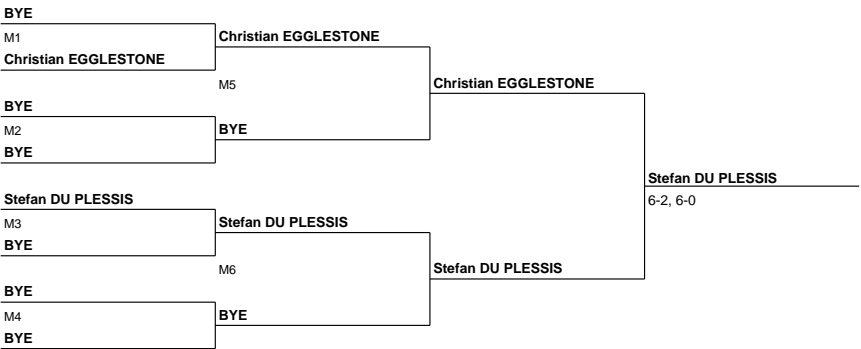 BYE
M1
Christian EGGLESTONE
BYE
M2
BYE
Stefan DU PLESSIS
M3
BYE
BYE
M4
BYE
Christian EGGLESTONE
M5
BYE
Stefan DU PLESSIS
M6
BYE
Christian EGGLESTONE
Stefan DU PLESSIS
Stefan DU PLESSIS
6-2, 6-0